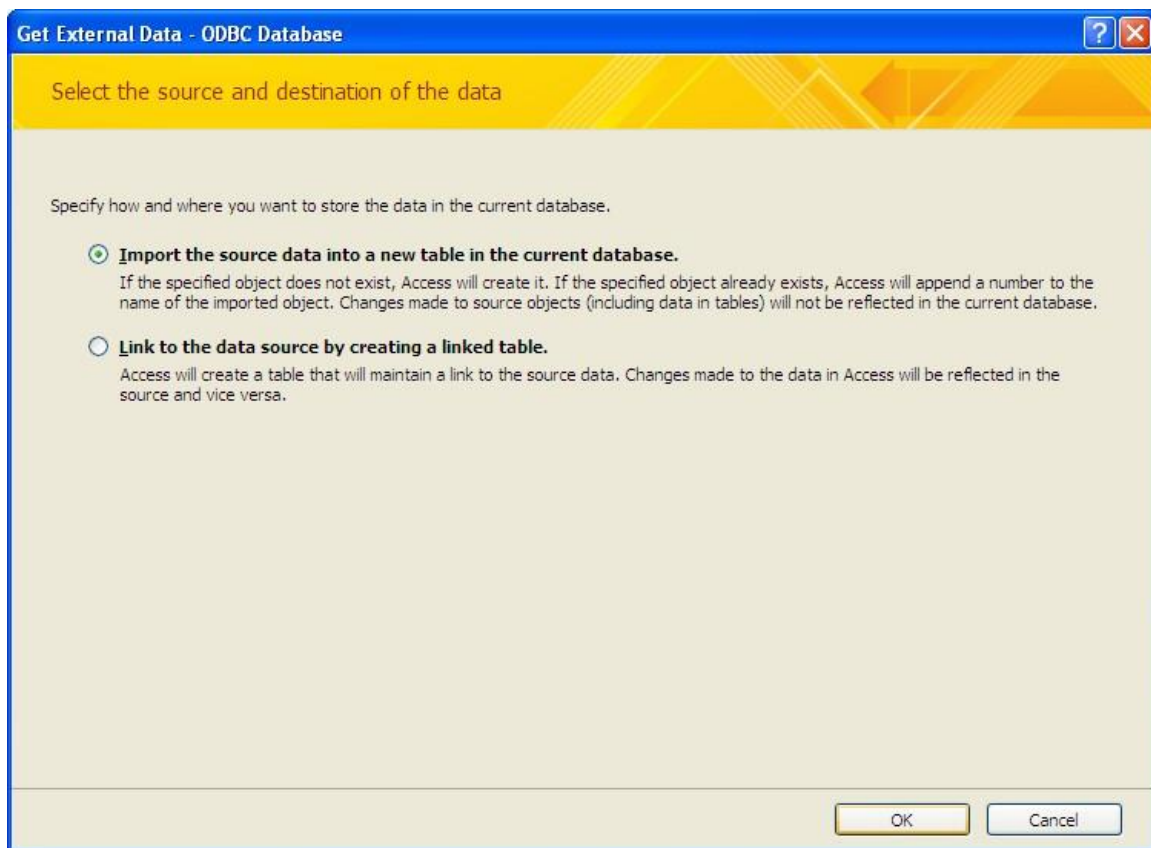 Get External Data - ODBC Database
Select the source and destination of the data
Specify how and where you want to store the data in the current database.
Import the source data into a new table in the current database.
If the specified object does not exist, Access will create it. If the specified object already exists, Access will append a number to the
name of the imported object. Changes made to source objects (including data in tables) will not be reflected in the current database.
Link to the data source by creating a linked table.
Access will create a table that will maintain a link to the source data. Changes made to the data in Access will be reflected in the
source and vice versa.
OK
Cancel